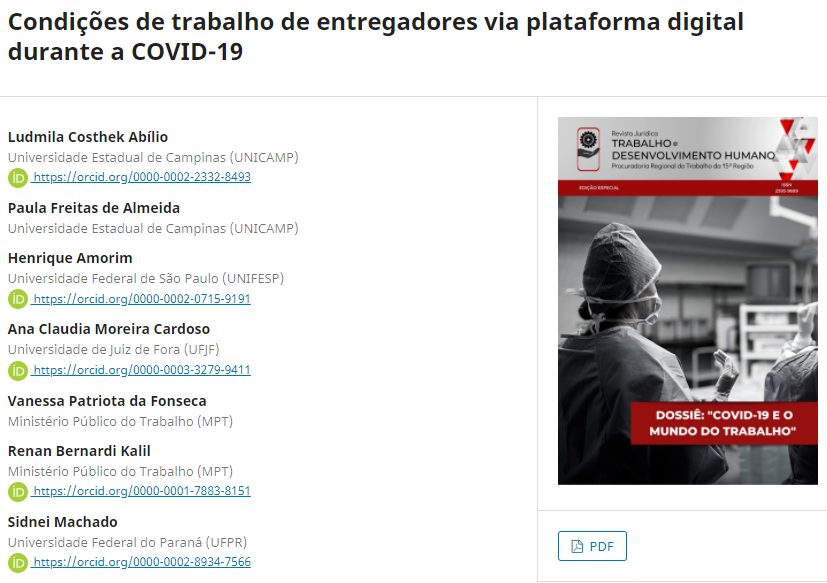 Condições de trabalho de entregadores via plataforma digital
durante a COVID-19
Ludmila Costhek Abílio
Universidade Estadual de Campinas (UNICAMP)
iD https://orcid.org/0000-0002-2332-8493
Paula Freitas de Almeida
Universidade Estadual de Campinas (UNICAMP)
Henrique Amorim
Universidade Federal de São Paulo (UNIFESP)
iD https://orcid.org/0000-0002-0715-9191
Ana Claudia Moreira Cardoso
Universidade de Juiz de Fora (UFJF)
iD https://orcid.org/0000-0003-3279-9411
Vanessa Patriota da Fonseca
Ministério Público do Trabalho (MPT)
Renan Bernardi Kalil
Ministério Público do Trabalho (MPT)
iD https://orcid.org/0000-0001-7883-8151
Sidnei Machado
Universidade Federal do Paraná (UFPR)
iD https://orcid.org/0000-0002-8934-7566
Revista Jurídica
TRABALHO e
DESENVOLVIMENTO HUMANO
Procuradoria Regional do Trabalho da 15ª Região
EDIÇÃO ESPECIAL
ISSN
DOSSIÊ: "COVID-19 E O
MUNDO DO TRABALHO"
PDF